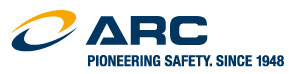 ARC
PIONEERING SAFETY. SINCE 1948